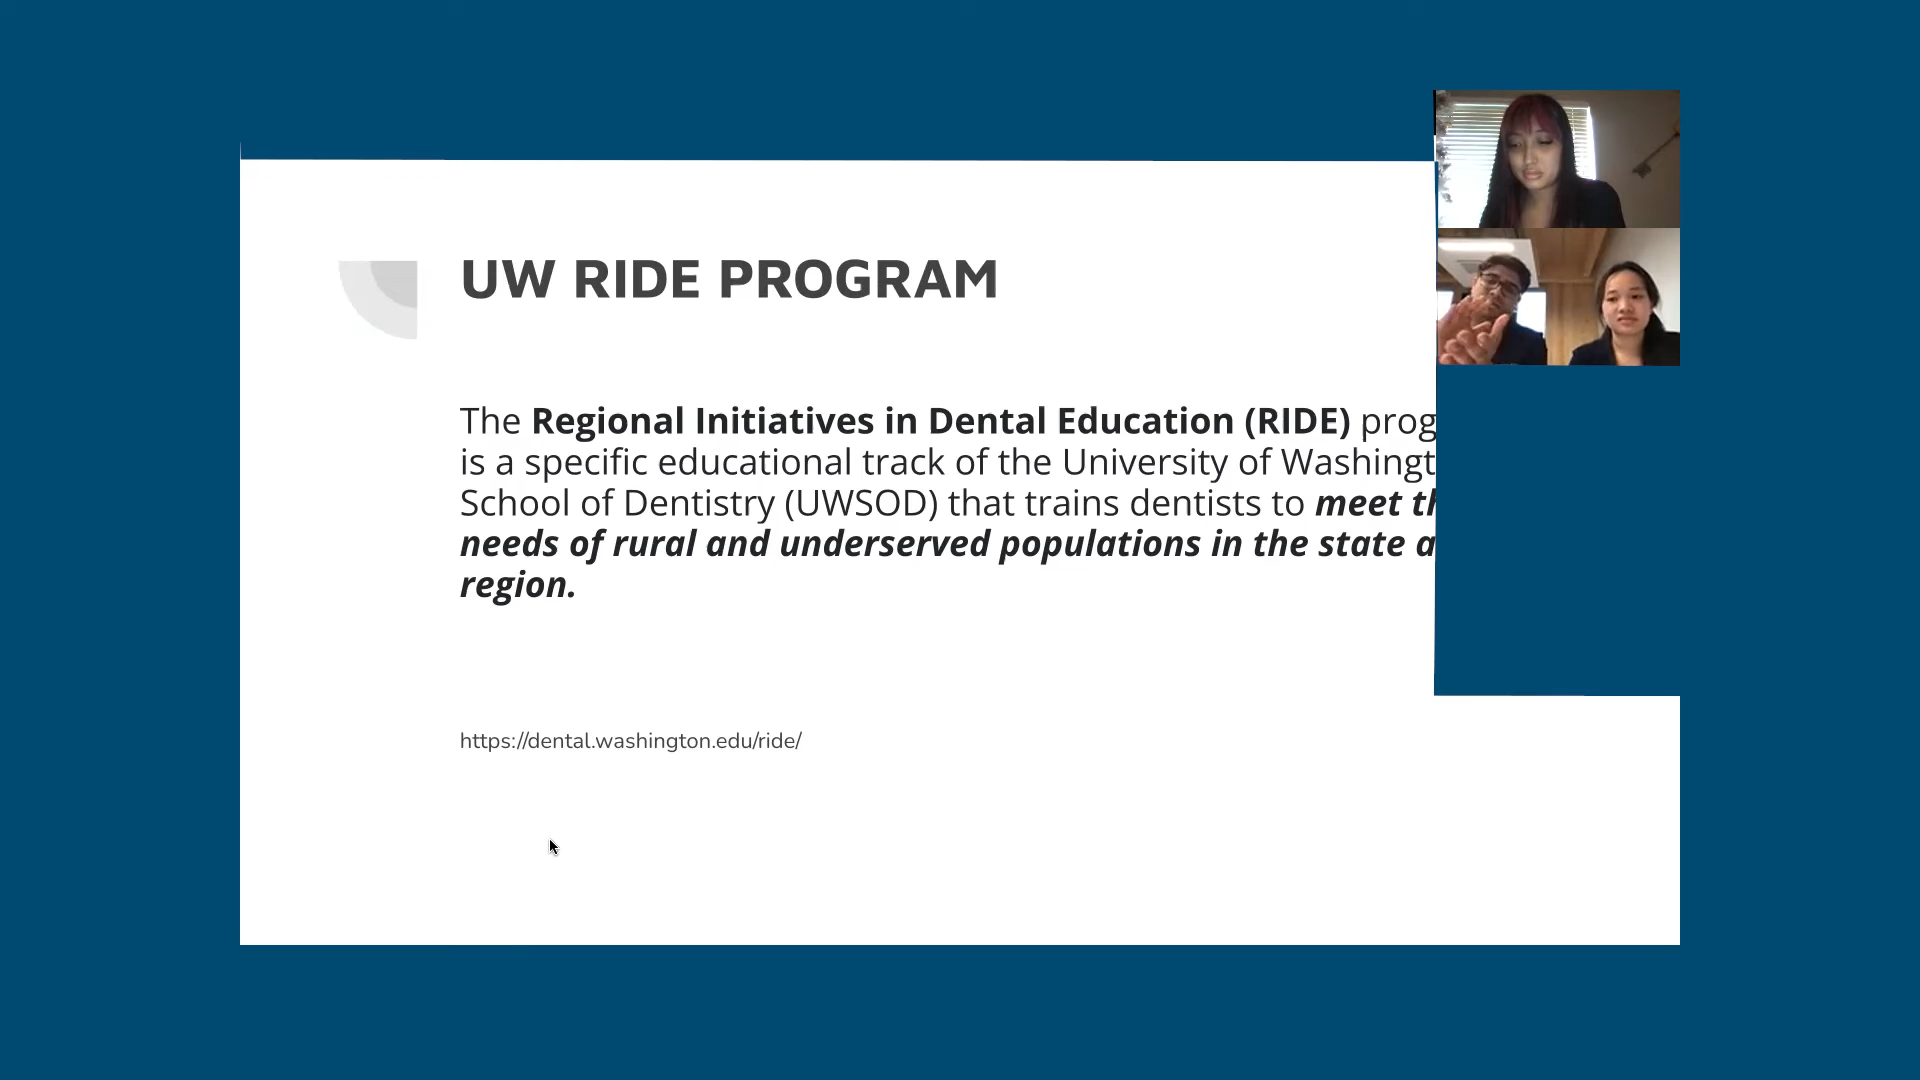 UW RIDE PROGRAM
The Regional Initiatives in Dental Education (RIDE) prog
is a specific educational track of the University of Washingt
School of Dentistry (UWSOD) that trains dentists to meet th
needs of rural and underserved populations in the state a
region.
https://dental.washington.edu/ride/